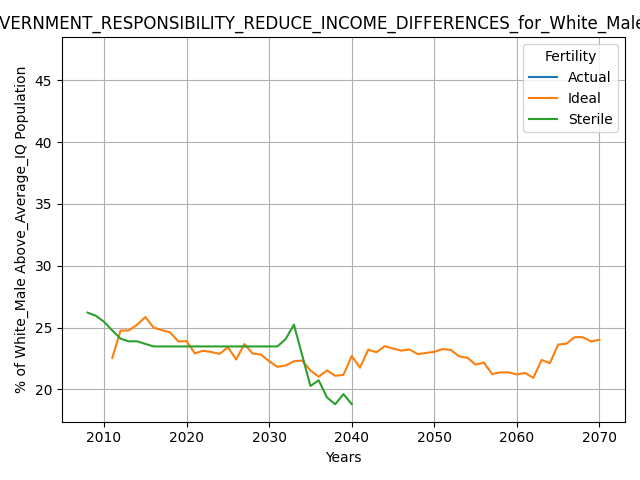 VERNMENT_RESPONSIBILITY_REDUCE_INCOME_DIFFERENCES_for_White_Male
Fertility
Actual
Ideal
Sterile
% of White_Male Above_Average_IQ Population
45
40
35
30
25
20
2010 2020 2030 2040 2050 2060 2070
Years